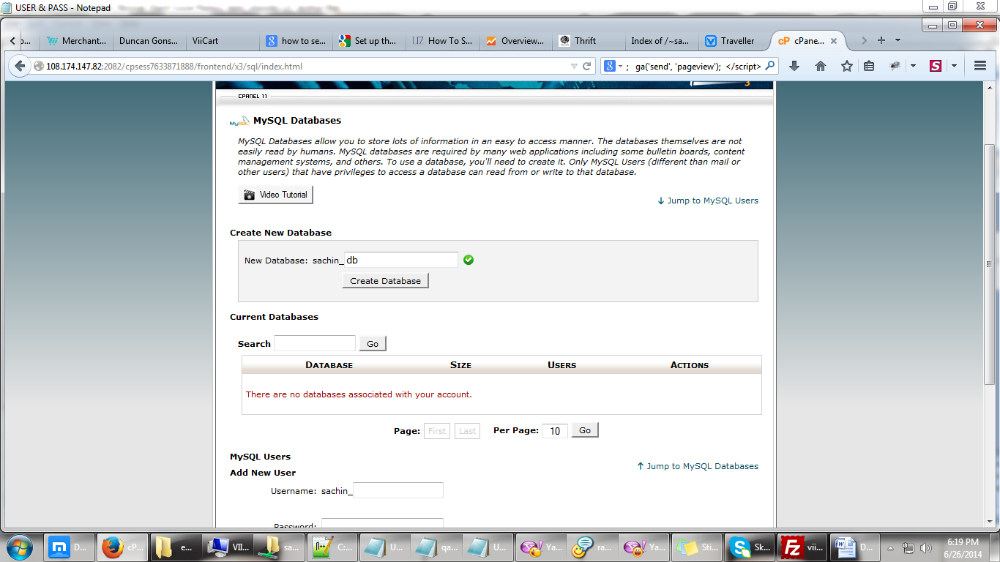 USER & PASS - Notepad
Merchant...
Duncan Gons...
ViiCart
how to se...
Set up th...
How To S...
Overview...
Thrift
Index of /~sa...
Traveller
cP cPane...
108.174.147.82:2082/cpsess7633871888/frontend/x3/sql/index.html
; ga('send', 'pageview'); </script>
CPANEL 11
3
MySQL MySQL Databases
MySQL Databases allow you to store lots of information in an easy to access manner. The databases themselves are not
easily read by humans. MySQL databases are required by many web applications including some bulletin boards, content
management systems, and others. To use a database, you'll need to create it. Only MySQL Users (different than mail or
other users) that have privileges to access a database can read from or write to that database.
Video Tutorial
Jump to MySQL Users
Create New Database
New Database: sachin_ db
Create Database
Current Databases
Search Go
DATABASE SIZE USERS ACTIONS
There are no databases associated with your account.
Page: First Last Per Page: 10 Go
MySQL Users
Jump to MySQL Databases
Add New User
Username: sachin_
Password:
D...
cP...
e...
VII...
sa...
C:...
U...
qa...
U...
Ya...
ra...
Ya...
Sti...
Sk...
vii...
D...
6:19 PM
6/26/2014